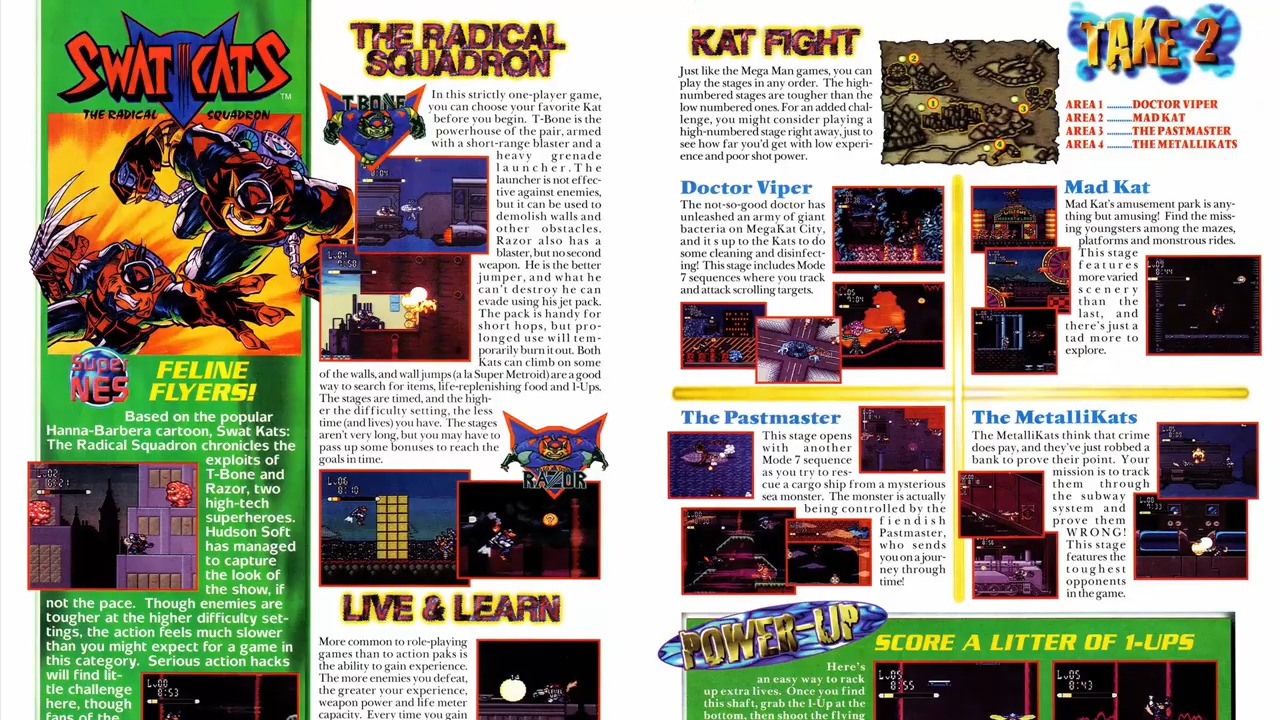 SWAT KATS
THE RADICAL SQUADRON
TM
Super
NES
FELINE
FLYERS!
Based on the popular
Hanna-Barbera cartoon, Swat Kats:
The Radical Squadron chronicles the
exploits of
T-Bone and
Razor, two
high-tech
superheroes.
Hudson Soft
has managed
to capture
the look of
the show, if
not the pace. Though enemies are
tougher at the higher difficulty set-
tings, the action feels much slower
than you might expect for a game in
this category. Serious action hacks
will find lit-
tle challenge
here, though
fans of the
THE RADICAL
SQUADRON
T-BONE
In this strictly one-player game,
you can choose your favorite Kat
before you begin. T-Bone is the
powerhouse of the pair, armed
with a short-range blaster and a
heavy grenade
launcher. The
launcher is not effec-
tive against enemies,
but it can be used to
demolish walls and
other obstacles.
Razor also has a
blaster, but no second
weapon. He is the better
jumper, and what he
can't destroy he can
evade using his jet pack.
The pack is handy for
short hops, but pro-
longed use will tem-
porarily burn it out. Both
Kats can climb on some
of the walls, and wall jumps (a la Super Metroid) are a good
way to search for items, life-replenishing food and 1-Ups.
The stages are timed, and the high-
er the difficulty setting, the less
time (and lives) you have. The stages
aren't very long, but you may have to
pass up some bonuses to reach the
goals in time.
RAZOR
LIVE & LEARN
More common to role-playing
games than to action paks is
the ability to gain experience.
The more enemies you defeat,
the greater your experience,
weapon power and life meter
capacity. Every time you gain
KAT FIGHT
Just like the Mega Man games, you can
play the stages in any order. The high-
numbered stages are tougher than the
low numbered ones. For an added chal-
lenge, you might consider playing a
high-numbered stage right away, just to
see how far you'd get with low experi-
ence and poor shot power.
2
1
3
4
TAKE 2
AREA 1 ..........DOCTOR VIPER
AREA 2 ..........MAD KAT
AREA 3 ..........THE PASTMASTER
AREA 4 ..........THE METALLIKATS
Doctor Viper
The not-so-good doctor has
unleashed an army of giant
bacteria on MegaKat City,
and it's up to the Kats to do
some cleaning and disinfect-
ing! This stage includes Mode
7 sequences where you track
and attack scrolling targets.
Mad Kat
Mad Kat's amusement park is any-
thing but amusing! Find the miss-
ing youngsters among the mazes,
platforms and monstrous rides.
This stage
features
more varied
scenery
than the
last, and
there's just a
tad more to
explore.
The Pastmaster
This stage opens
with another
Mode 7 sequence
as you try to res-
cue a cargo ship from a mysterious
sea monster. The monster is actually
being controlled by the
fiendish
Pastmaster,
who sends
you on a jour-
ney through
time!
The MetalliKats
The MetalliKats think that crime
does pay, and they've just robbed a
bank to prove their point. Your
mission is to track
them through
the subway
system and
prove them
WRONG!
This stage
features the
toughest
opponents
in the game.
POWER-UP
SCORE A LITTER OF 1-UPS
Here's
an easy way to rack
up extra lives. Once you find
this shaft, grab the 1-Up at the
bottom, then shoot the flying